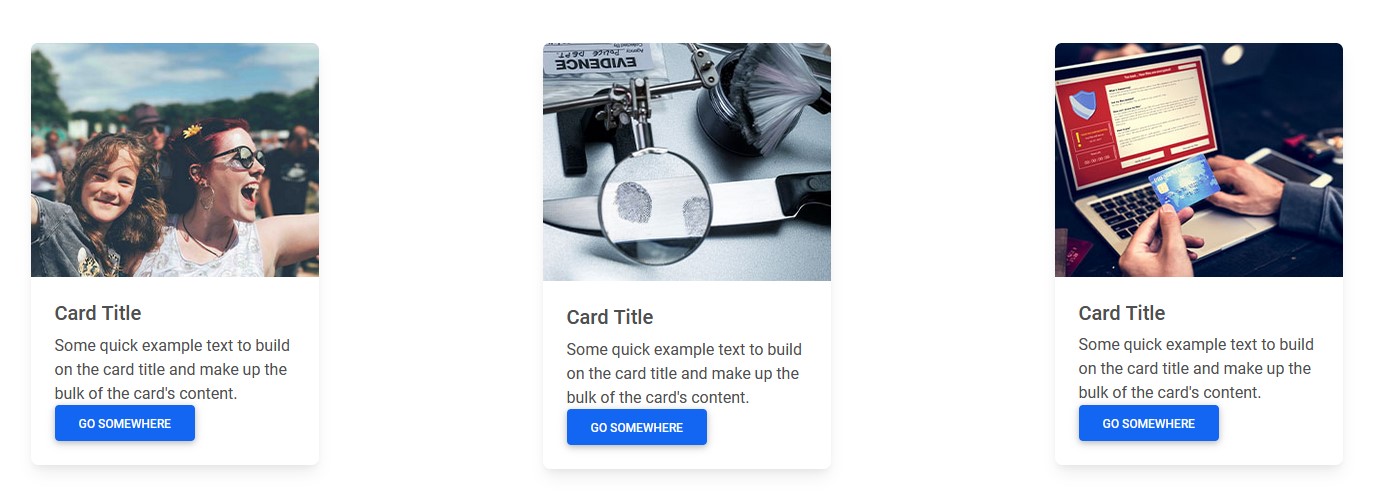 EVIDENCE
POLICE DEPT.
Agency
Card Title
Some quick example text to build
on the card title and make up the
bulk of the card's content.
GO SOMEWHERE
Card Title
Some quick example text to build
on the card title and make up the
bulk of the card's content.
GO SOMEWHERE
Card Title
Some quick example text to build
on the card title and make up the
bulk of the card's content.
GO SOMEWHERE